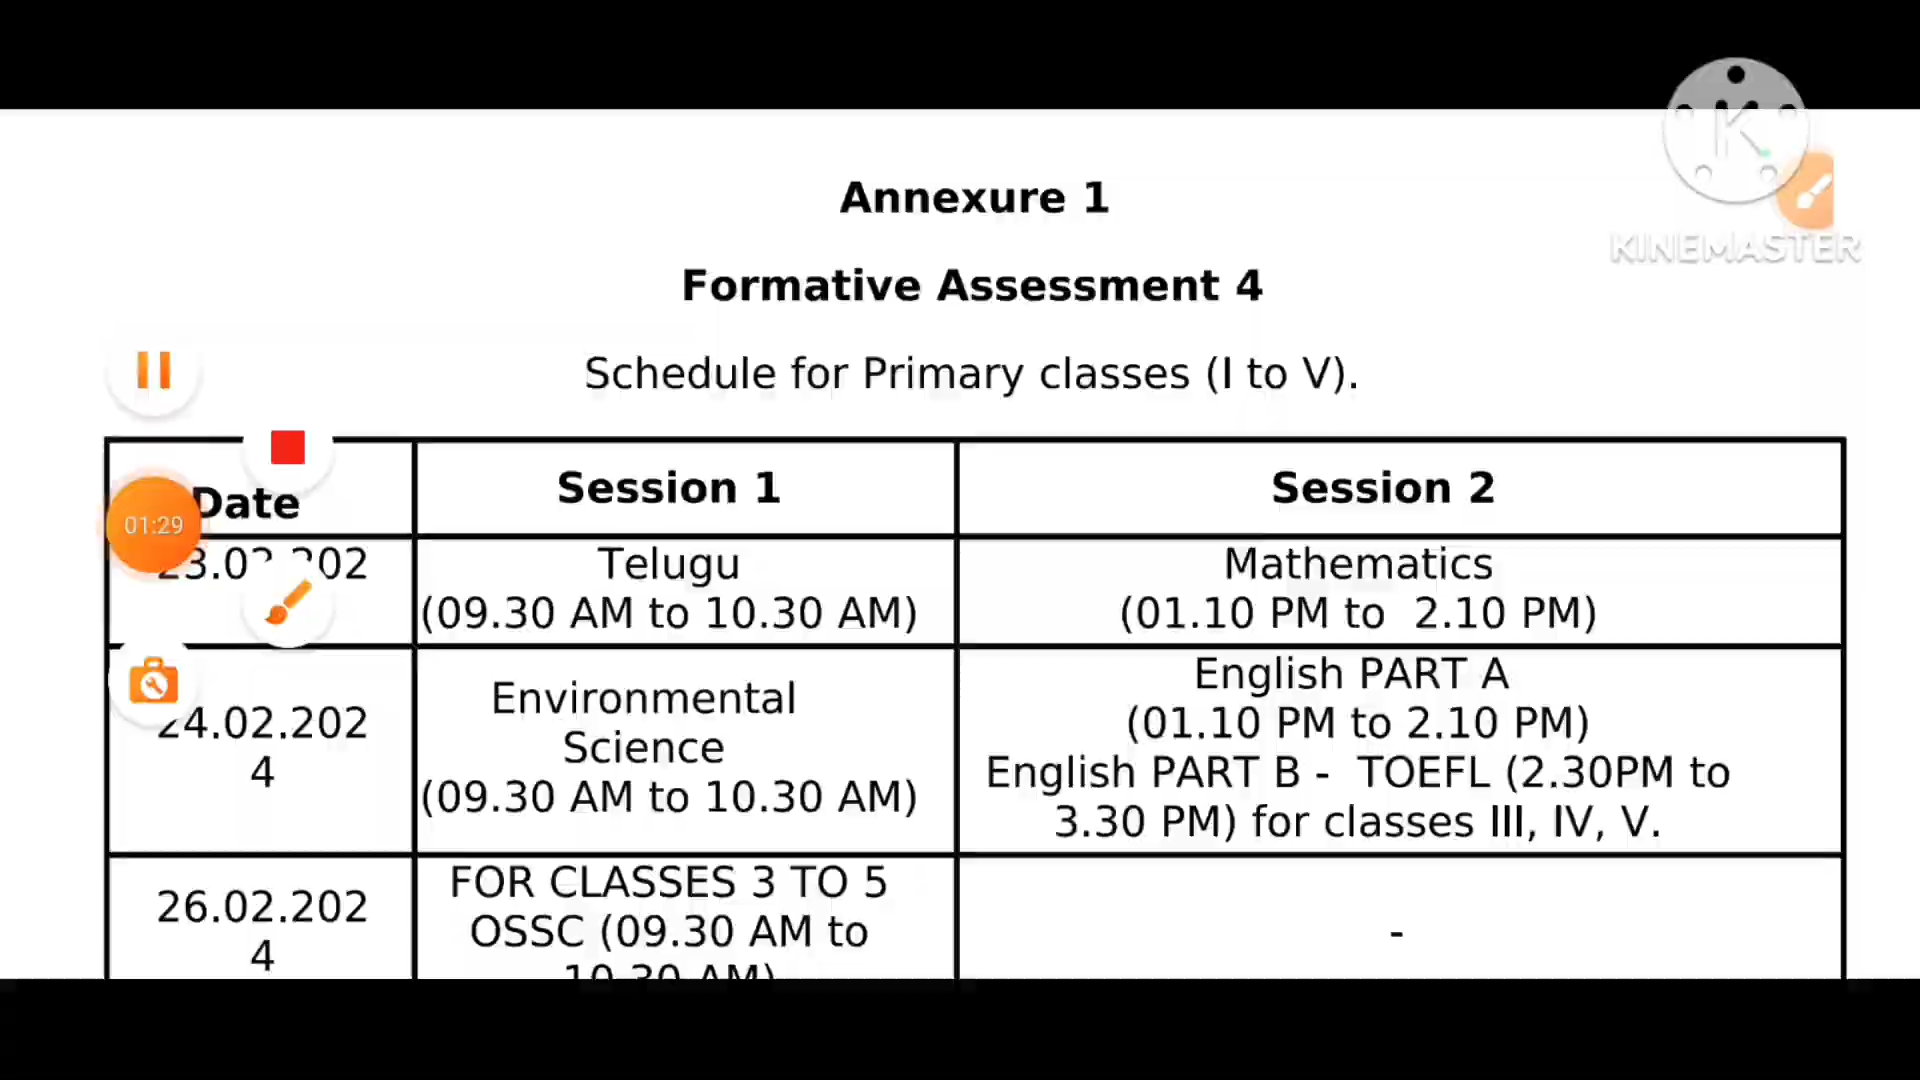 Annexure 1
KINEMASTER
Formative Assessment 4
Schedule for Primary classes (I to V).
Date
Session 1
Session 2
01:29
Telugu
(09.30 AM to 10.30 AM)
Mathematics
(01.10 PM to 2.10 PM)
24.02.202
4
Environmental
Science
(09.30 AM to 10.30 AM)
English PART A
(01.10 PM to 2.10 PM)
English PART B - TOEFL (2.30PM to
3.30 PM) for classes III, IV, V.
26.02.202
4
FOR CLASSES 3 TO 5
OSSC (09.30 AM to
10.30 AM)
-